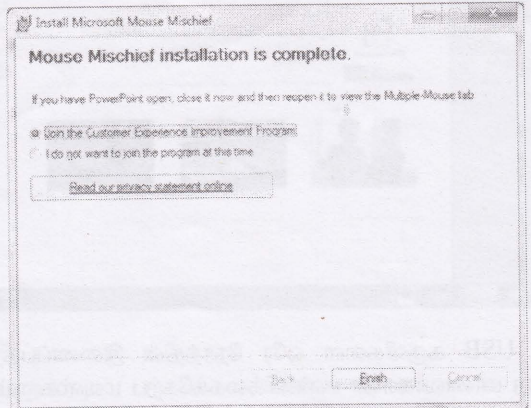 Install Microsoft Mouse Mischief
Mouse Mischief installation is complete.
If you have PowerPoint open, close it now and then reopen it to view the Multiple-Mouse tab
Join the Customer Experience Improvement Program
I do not want to join the program at this time
Read our privacy statement online
Back Finish Cancel
USB